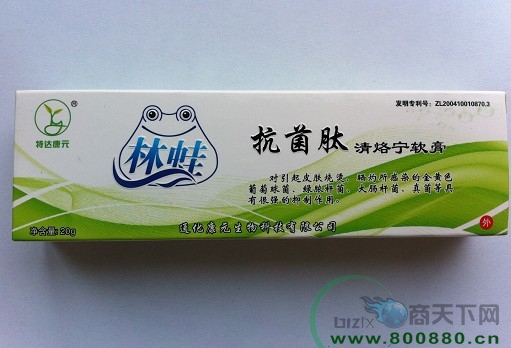 发明专利号：ZL200410010870.3
特达康元
®
林蛙
抗菌肽 清烙宁软膏
对引起皮肤烧烫、晒灼所感染的金黄色
葡萄球菌、绿脓杆菌、大肠杆菌、真菌等具
有很强的抑制作用。
净含量: 20g
通化康元生物科技有限公司
外
bizfx 商天下网
www.800880.cn